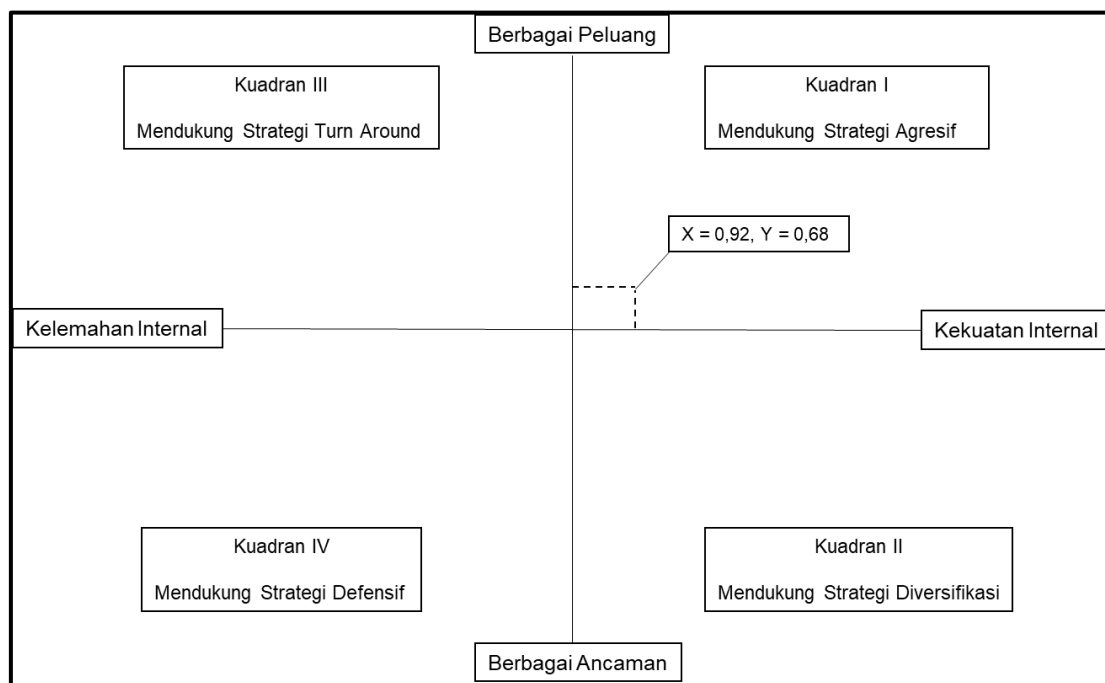 Berbagai Peluang
Kuadran III
Mendukung Strategi Turn Around
Kuadran I
Mendukung Strategi Agresif
X = 0,92, Y = 0,68
Kelemahan Internal
Kekuatan Internal
Kuadran IV
Mendukung Strategi Defensif
Kuadran II
Mendukung Strategi Diversifikasi
Berbagai Ancaman